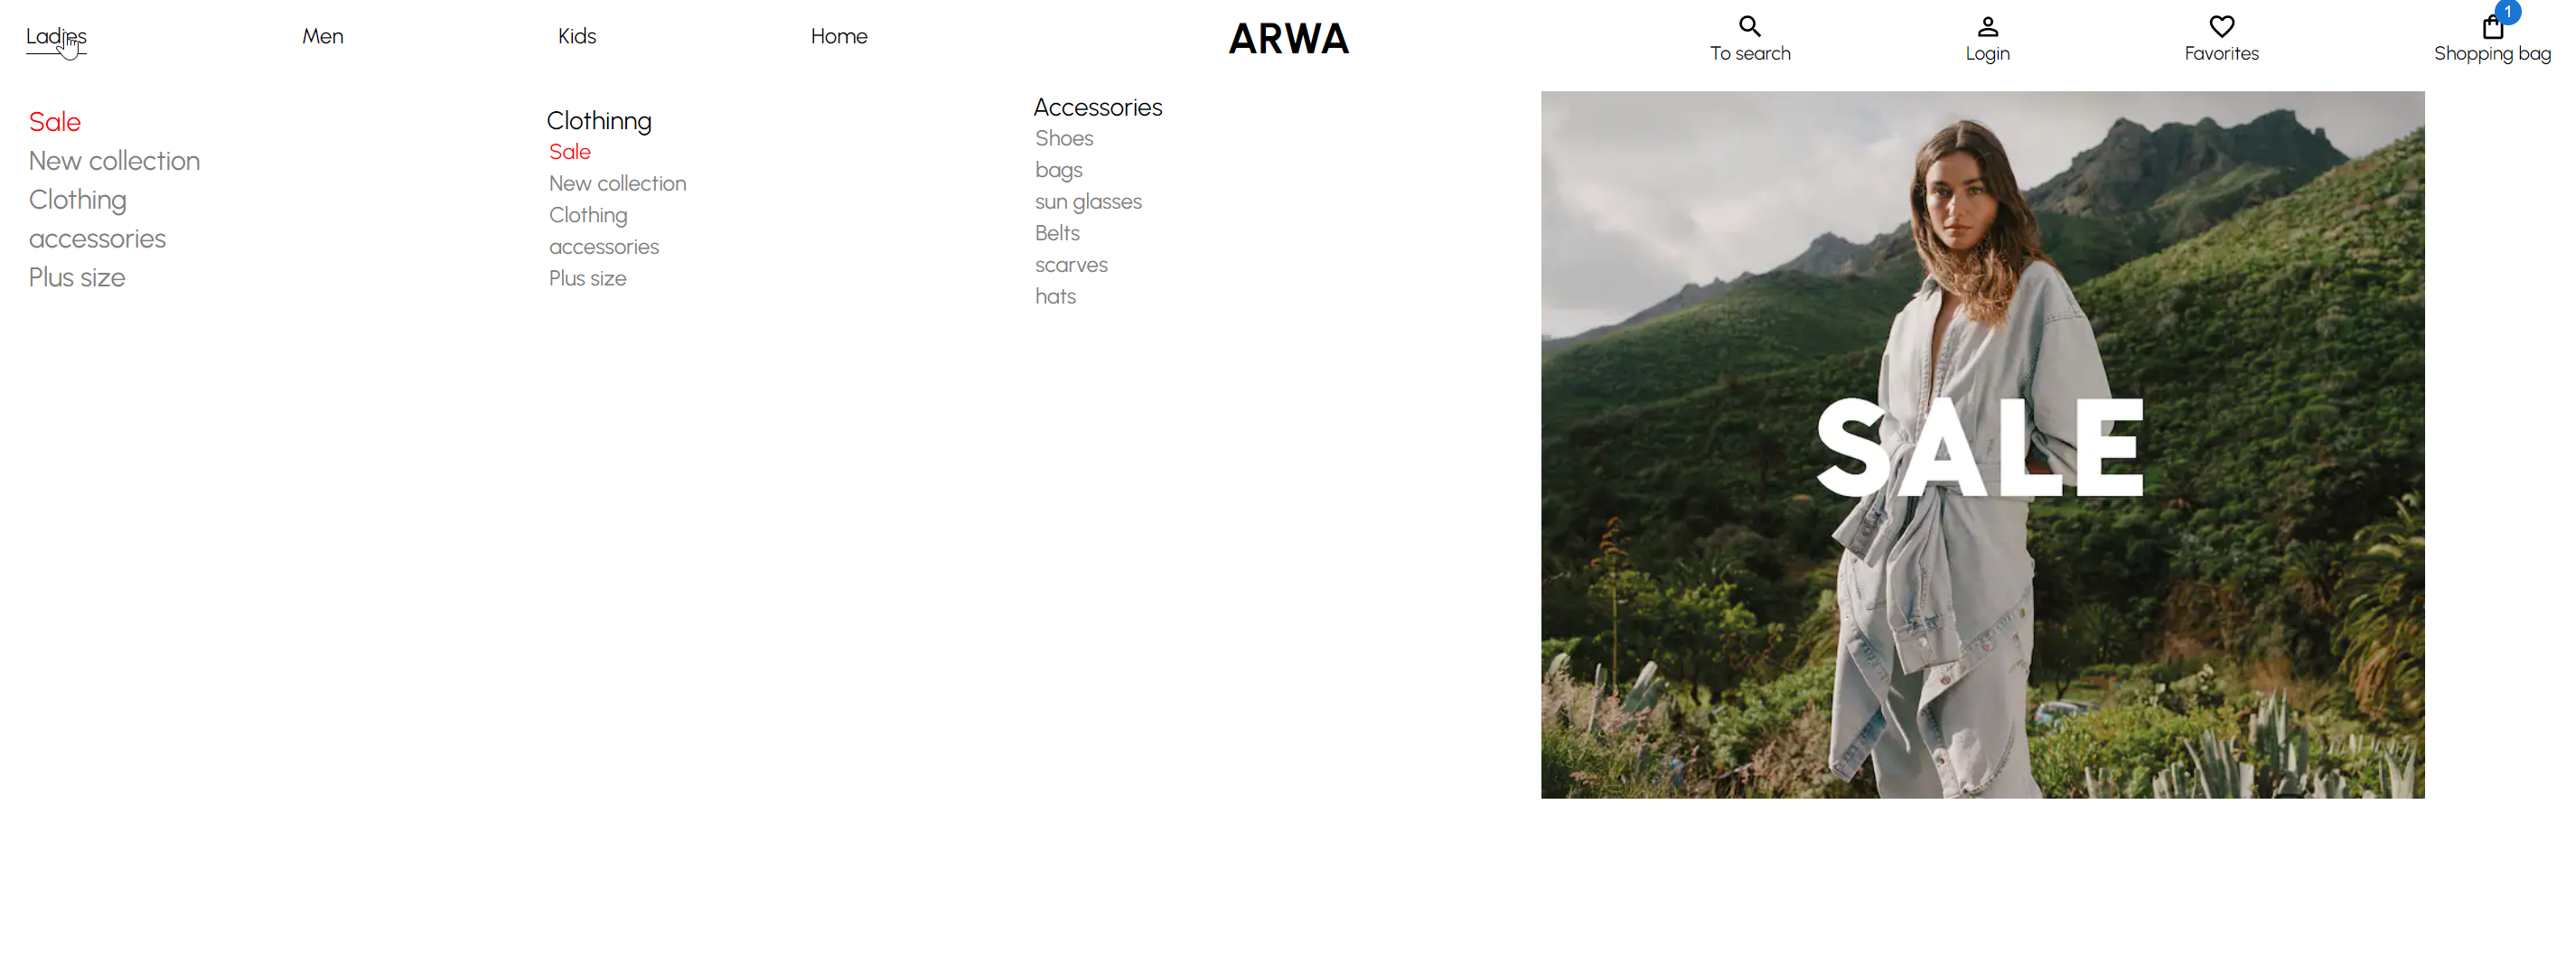 Ladies Men Kids Home ARWA To search Login Favorites 1 Shopping bag
Sale
New collection
Clothing
accessories
Plus size
Clothinng
Sale
New collection
Clothing
accessories
Plus size
Accessories
Shoes
bags
sun glasses
Belts
scarves
hats
SALE